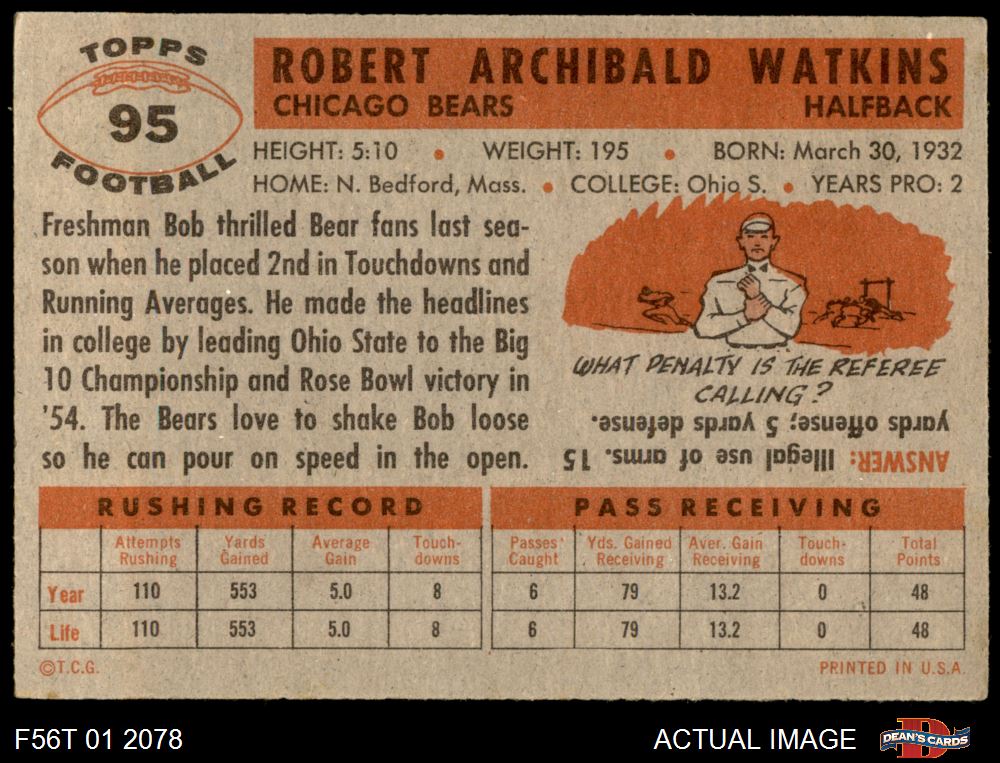 TOPPS
95
FOOTBALL
ROBERT ARCHIBALD WATKINS
CHICAGO BEARS HALFBACK
HEIGHT: 5:10 • WEIGHT: 195 • BORN: March 30, 1932
HOME: N. Bedford, Mass. • COLLEGE: Ohio S. • YEARS PRO: 2
Freshman Bob thrilled Bear fans last sea-
son when he placed 2nd in Touchdowns and
Running Averages. He made the headlines
in college by leading Ohio State to the Big
10 Championship and Rose Bowl victory in
'54. The Bears love to shake Bob loose
so he can pour on speed in the open.
WHAT PENALTY IS THE REFEREE
CALLING?
ANSWER: Illegal use of arms. 15
yards offense; 5 yards defense.
RUSHING RECORD
Attempts Rushing Yards Gained Average Gain Touch-downs
Year 110 553 5.0 8
Life 110 553 5.0 8
PASS RECEIVING
Passes Caught Yds. Gained Receiving Aver. Gain Receiving Touch-downs Total Points
6 79 13.2 0 48
6 79 13.2 0 48
©T.C.G. PRINTED IN U.S.A.
F56T 01 2078 ACTUAL IMAGE
D
DEAN'S CARDS